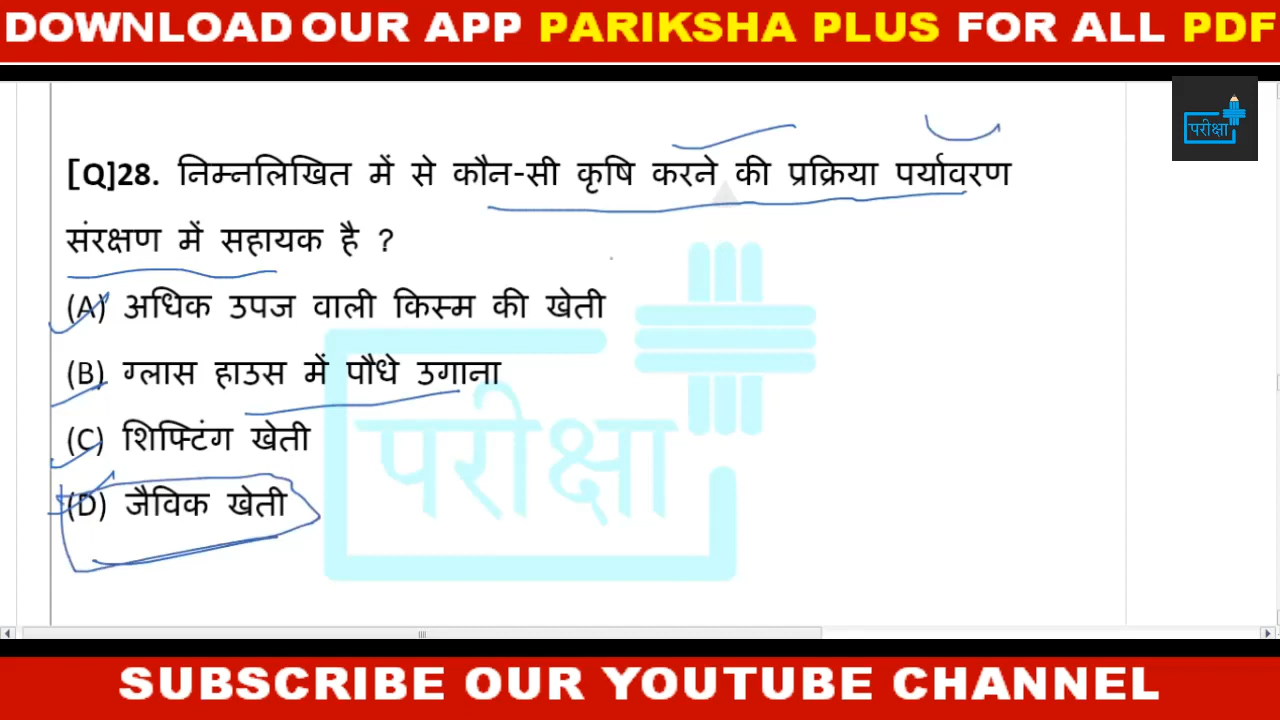 DOWNLOAD OUR APP PARIKSHA PLUS FOR ALL PDF
परीक्षा
[Q]28. निम्नलिखित में से कौन-सी कृषि करने की प्रक्रिया पर्यावरण
संरक्षण में सहायक है ?
(A) अधिक उपज वाली किस्म की खेती
(B) ग्लास हाउस में पौधे उगाना
(C) शिफ्टिंग खेती
(D) जैविक खेती
परीक्षा
SUBSCRIBE OUR YOUTUBE CHANNEL